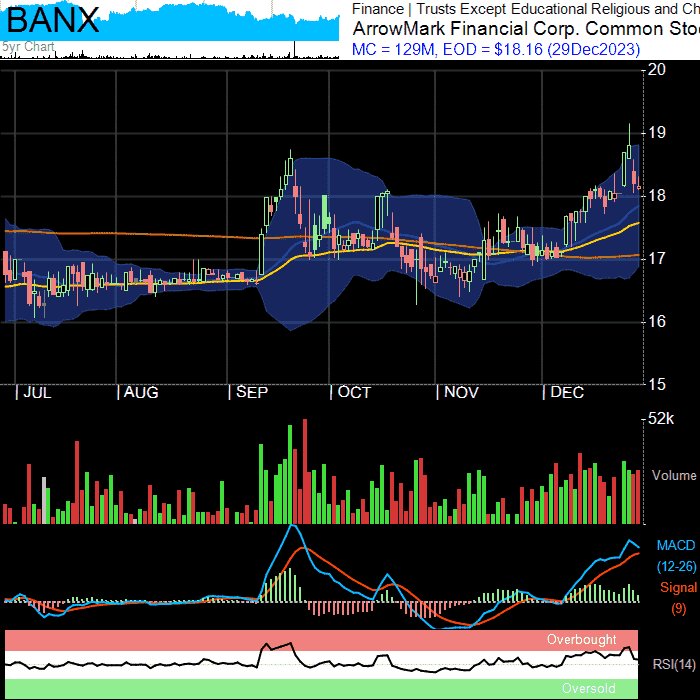 BANX
5yr Chart
Finance | Trusts Except Educational Religious and Ch
ArrowMark Financial Corp. Common Sto
MC = 129M, EOD = $18.16 (29Dec2023)
20
19
18
17
16
15
| JUL | AUG | SEP | OCT | NOV | DEC
52k
Volume
MACD
(12-26)
Signal
(9)
Overbought
RSI(14)
Oversold